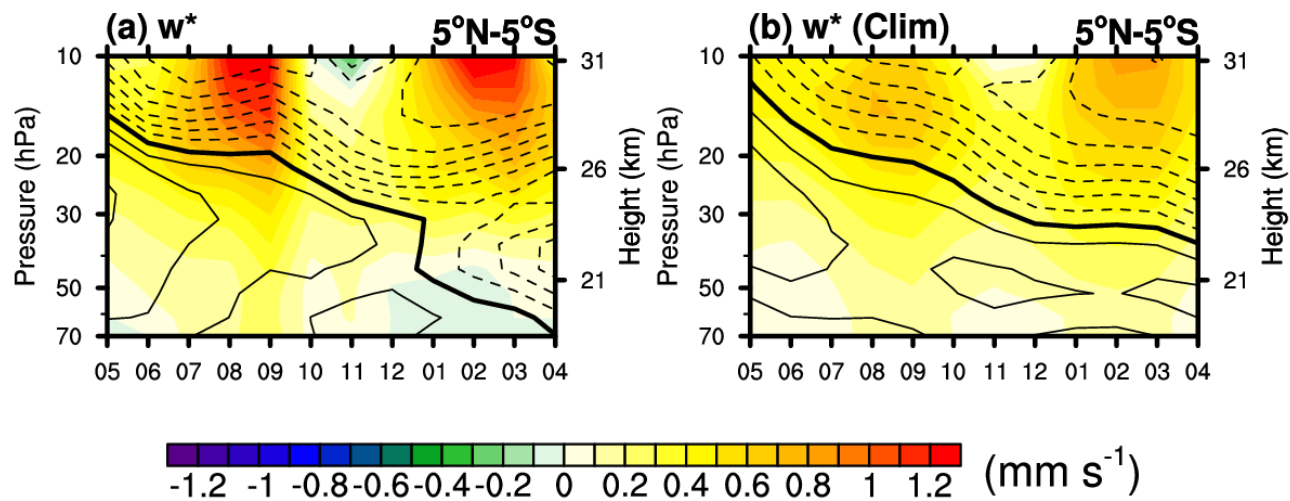 (a) w* 5°N-5°S
10
20
30
50
70
Pressure (hPa)
31
26
21
Height (km)
05 06 07 08 09 10 11 12 01 02 03 04
(b) w* (Clim) 5°N-5°S
10
20
30
50
70
Pressure (hPa)
31
26
21
Height (km)
05 06 07 08 09 10 11 12 01 02 03 04
-1.2 -1 -0.8 -0.6 -0.4 -0.2 0 0.2 0.4 0.6 0.8 1 1.2 (mm s⁻¹)